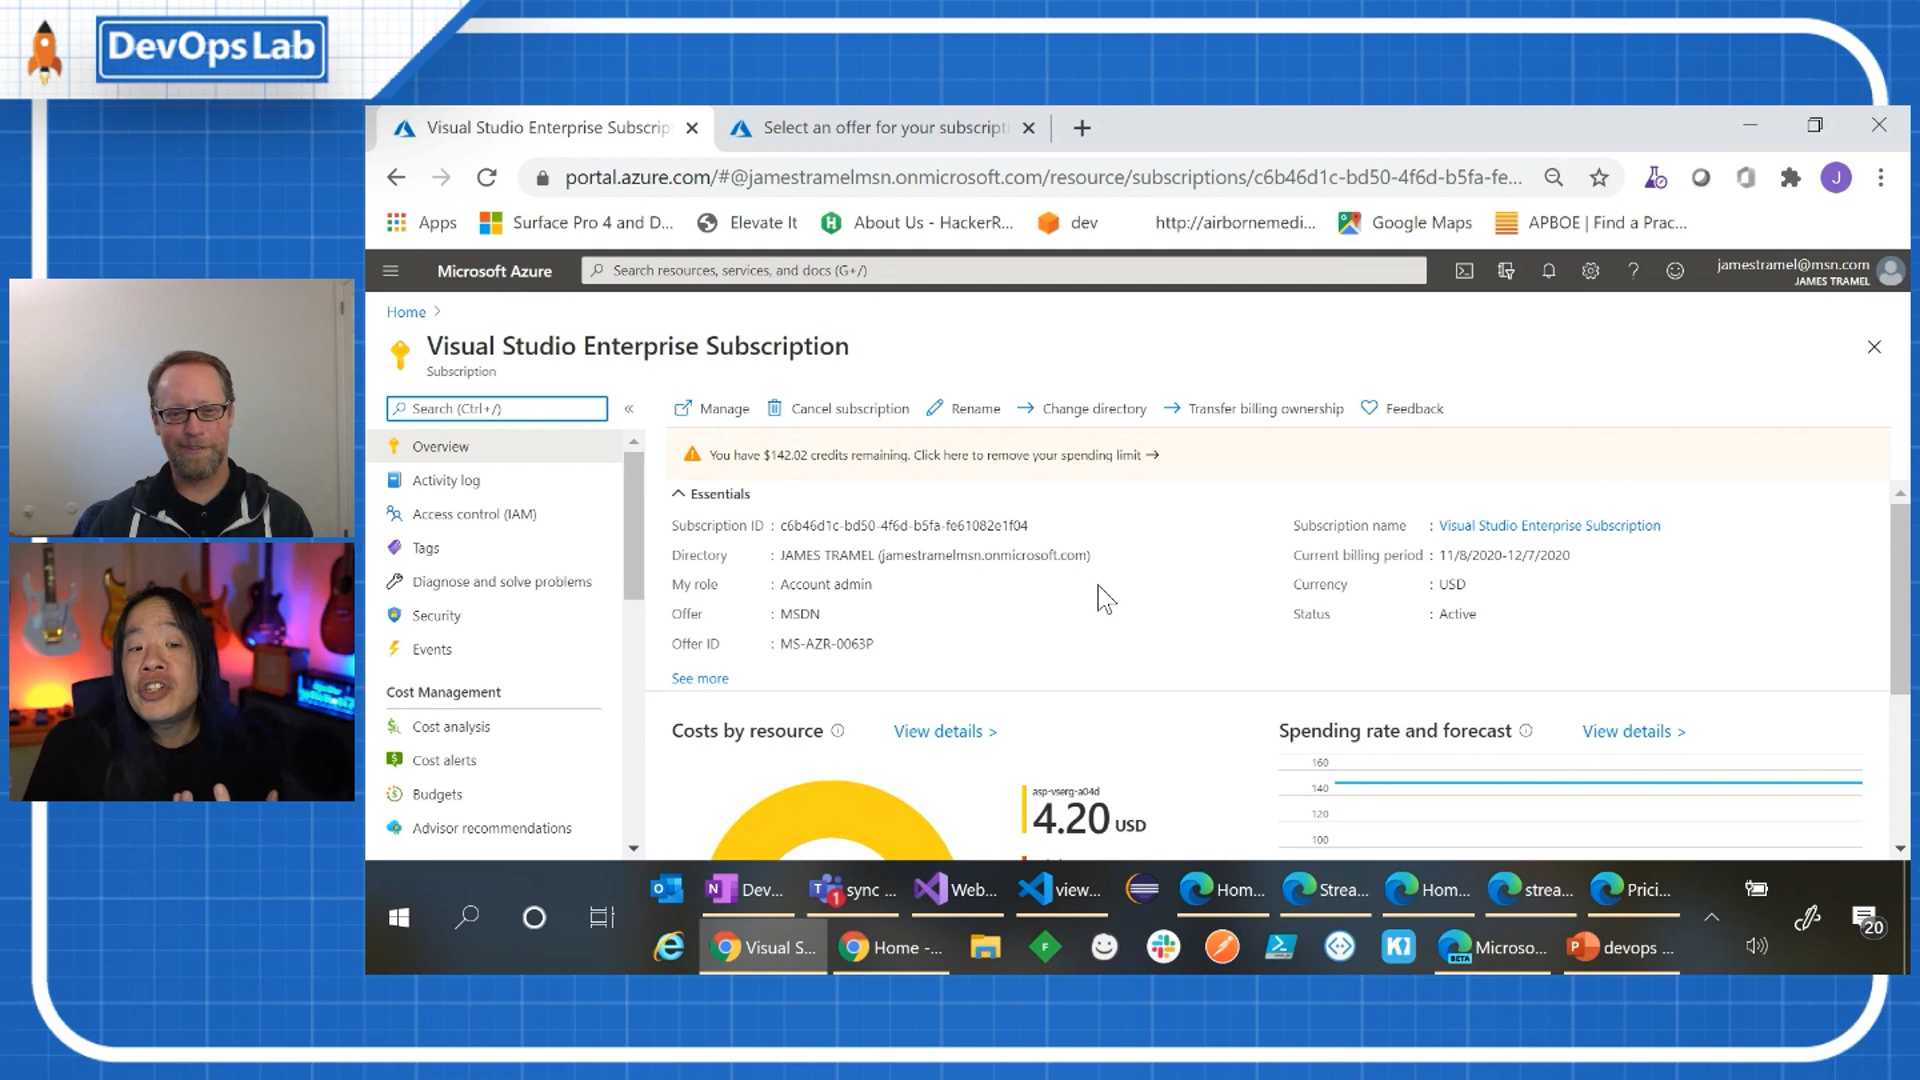 DevOps Lab
Visual Studio Enterprise Subscrip
Select an offer for your subscripti
portal.azure.com/#@jamestramelmsn.onmicrosoft.com/resource/subscriptions/c6b46d1c-bd50-4f6d-b5fa-fe...
J
Apps
Surface Pro 4 and D...
Elevate It
About Us - HackerR...
dev
http://airbornemedi...
Google Maps
APBOE | Find a Prac...
Microsoft Azure
Search resources, services, and docs (G+/)
jamestramel@msn.com
JAMES TRAMEL
Home >
Visual Studio Enterprise Subscription
Subscription
Search (Ctrl+/)
«
Manage
Cancel subscription
Rename
Change directory
Transfer billing ownership
Feedback
Overview
Activity log
Access control (IAM)
Tags
Diagnose and solve problems
Security
Events
Cost Management
Cost analysis
Cost alerts
Budgets
Advisor recommendations
You have $142.02 credits remaining. Click here to remove your spending limit →
Essentials
Subscription ID : c6b46d1c-bd50-4f6d-b5fa-fe61082e1f04
Directory : JAMES TRAMEL (jamestramelmsn.onmicrosoft.com)
My role : Account admin
Offer : MSDN
Offer ID : MS-AZR-0063P
See more
Subscription name : Visual Studio Enterprise Subscription
Current billing period : 11/8/2020-12/7/2020
Currency : USD
Status : Active
Costs by resource
View details >
asp-vserg-a04d
4.20 USD
Spending rate and forecast
View details >
160
140
120
100
Dev...
1
sync ...
Web...
view...
Hom...
Strea...
Hom...
strea...
Prici...
Visual S...
Home -...
F
K
BETA
Microso...
devops ...
20